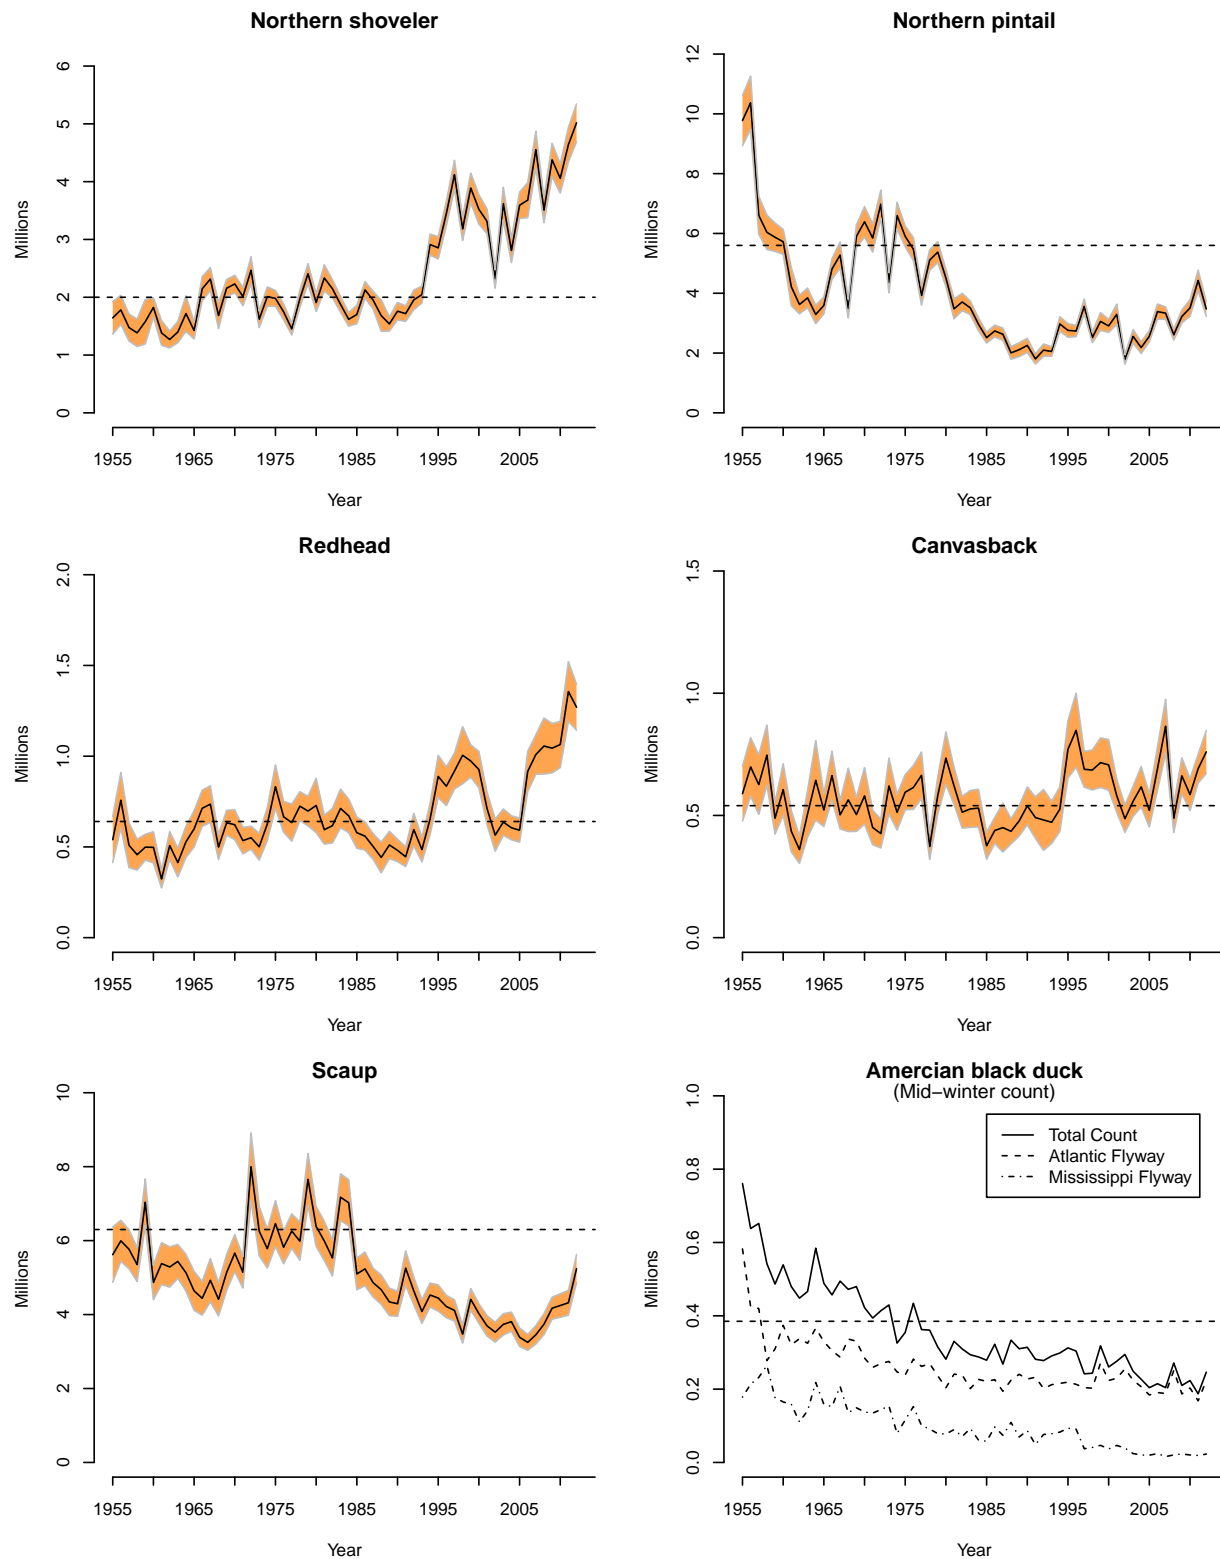 Northern shoveler
Millions
0 1 2 3 4 5 6
1955 1965 1975 1985 1995 2005
Year
Northern pintail
Millions
0 2 4 6 8 10 12
1955 1965 1975 1985 1995 2005
Year
Redhead
Millions
0.0 0.5 1.0 1.5 2.0
1955 1965 1975 1985 1995 2005
Year
Canvasback
Millions
0.0 0.5 1.0 1.5
1955 1965 1975 1985 1995 2005
Year
Scaup
Millions
0 2 4 6 8 10
1955 1965 1975 1985 1995 2005
Year
Amercian black duck
(Mid−winter count)
Total Count
Atlantic Flyway
Mississippi Flyway
Millions
0.0 0.2 0.4 0.6 0.8 1.0
1955 1965 1975 1985 1995 2005
Year